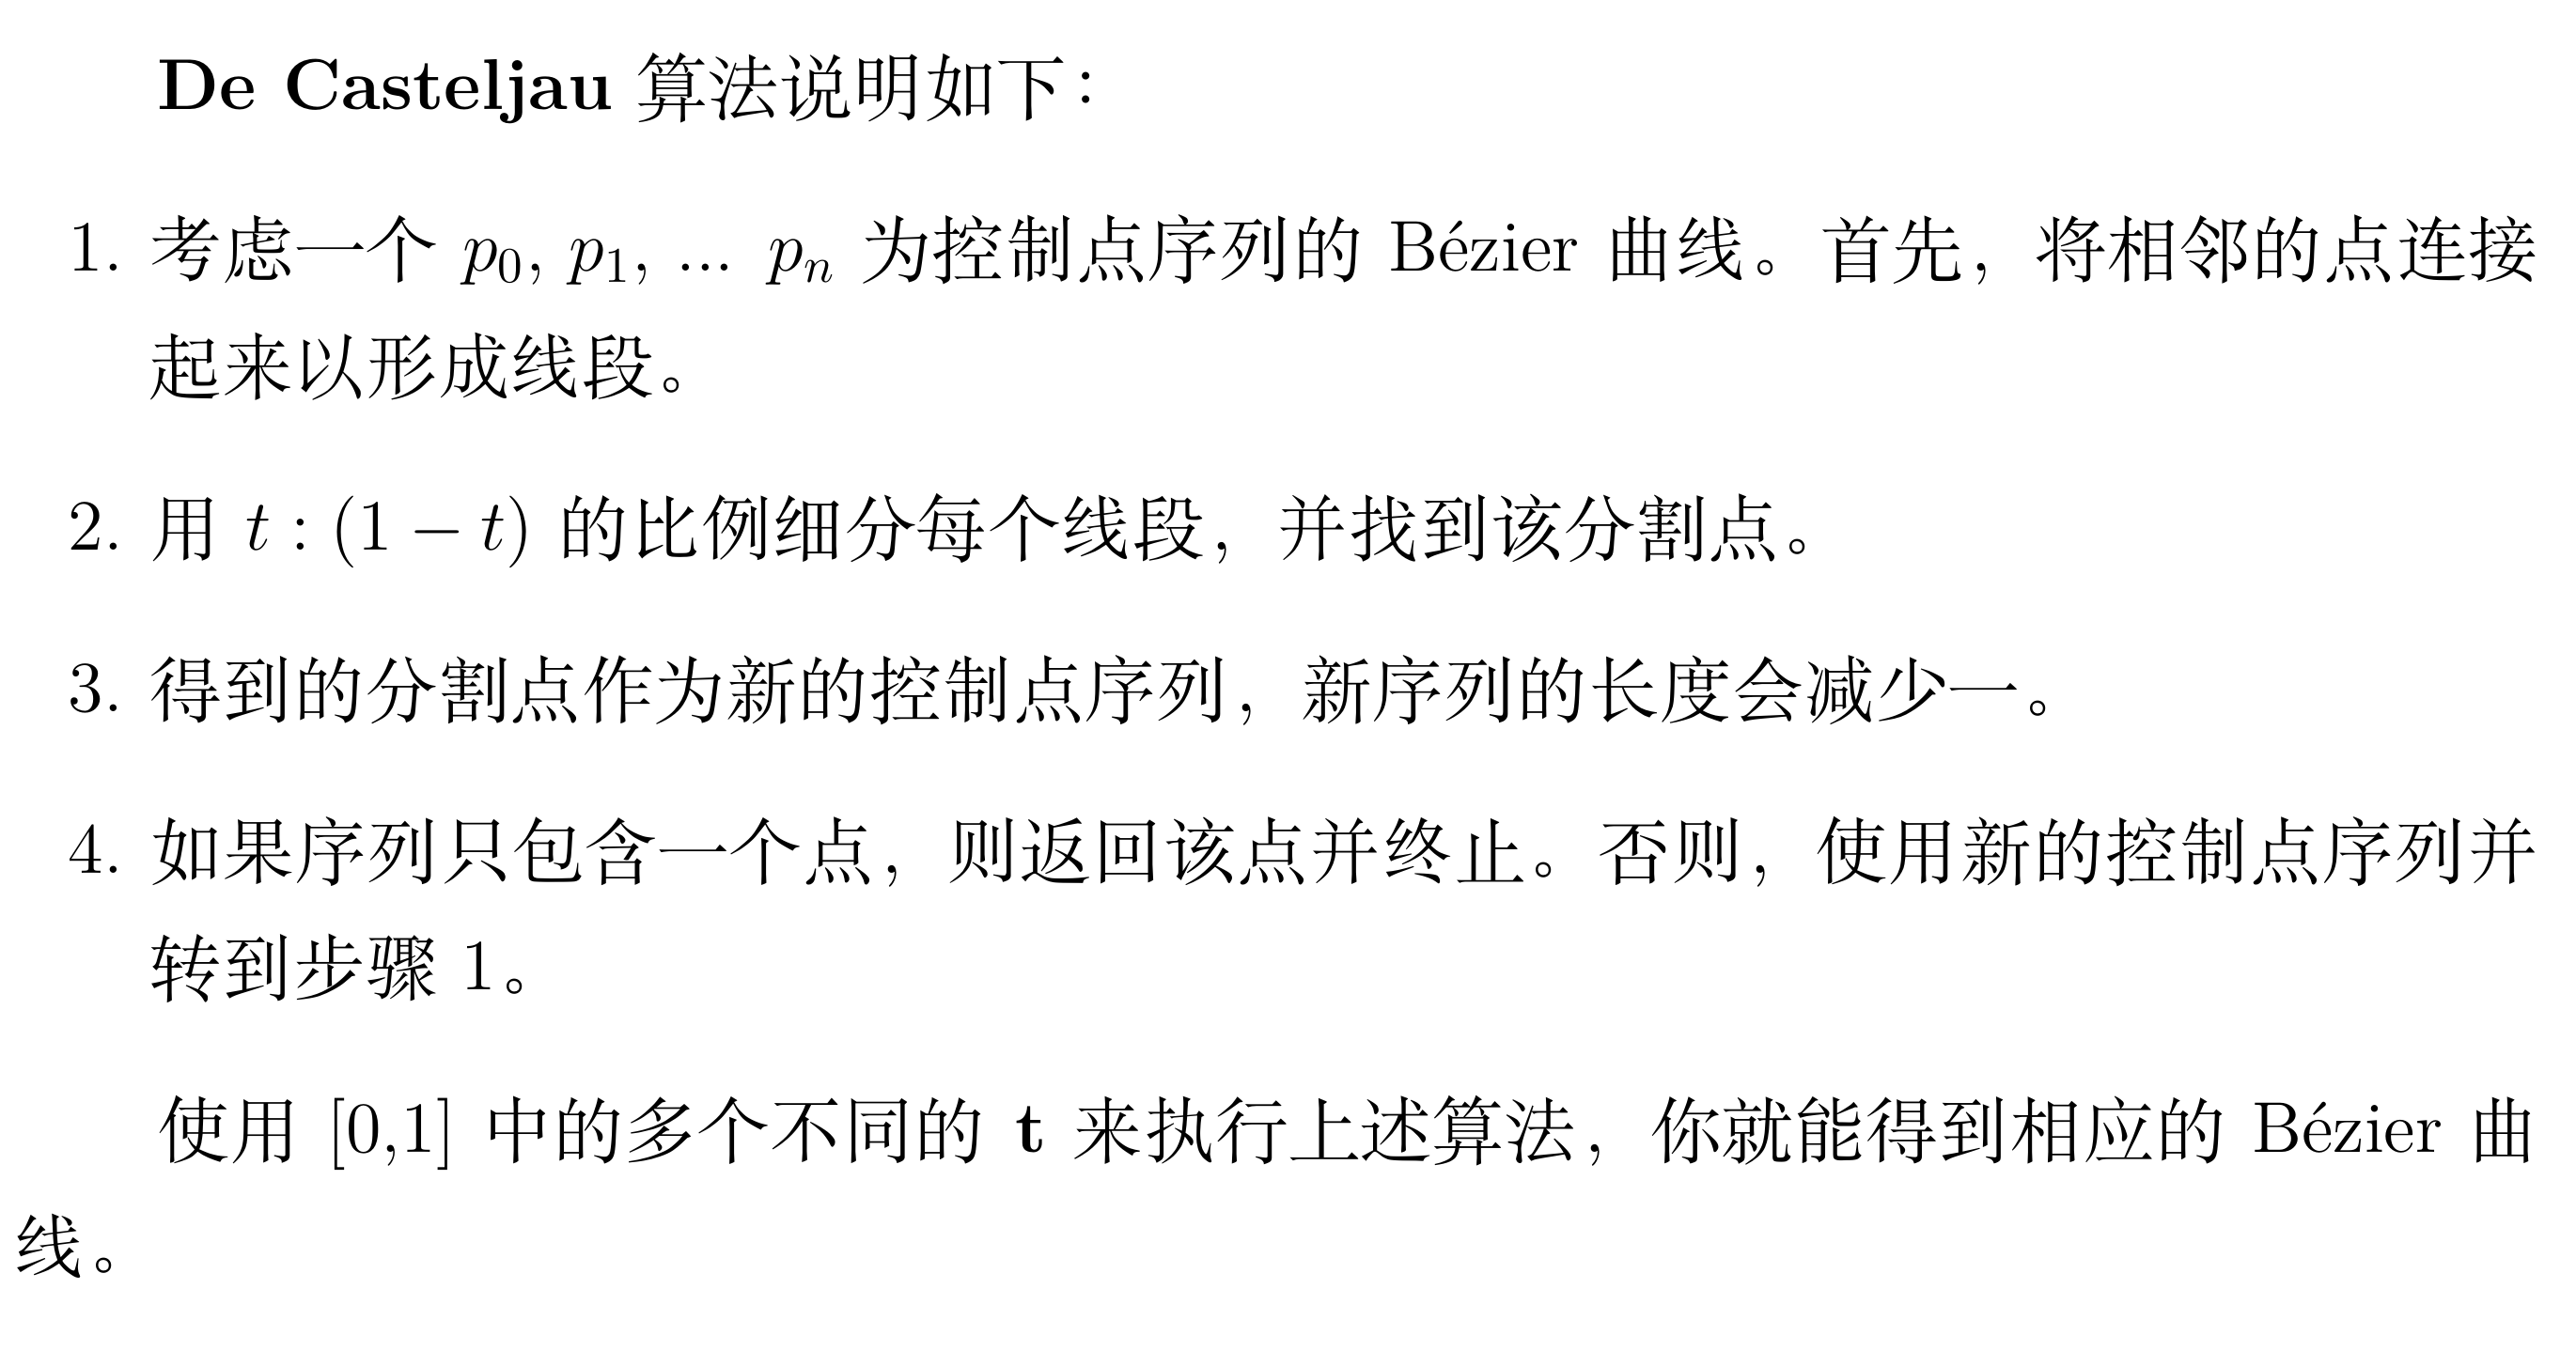 De Casteljau 算法说明如下：
1. 考虑一个 p₀, p₁, ... pₙ 为控制点序列的 Bézier 曲线。首先，将相邻的点连接
起来以形成线段。
2. 用 t : (1 − t) 的比例细分每个线段，并找到该分割点。
3. 得到的分割点作为新的控制点序列，新序列的长度会减少一。
4. 如果序列只包含一个点，则返回该点并终止。否则，使用新的控制点序列并
转到步骤 1。
使用 [0,1] 中的多个不同的 t 来执行上述算法，你就能得到相应的 Bézier 曲
线。